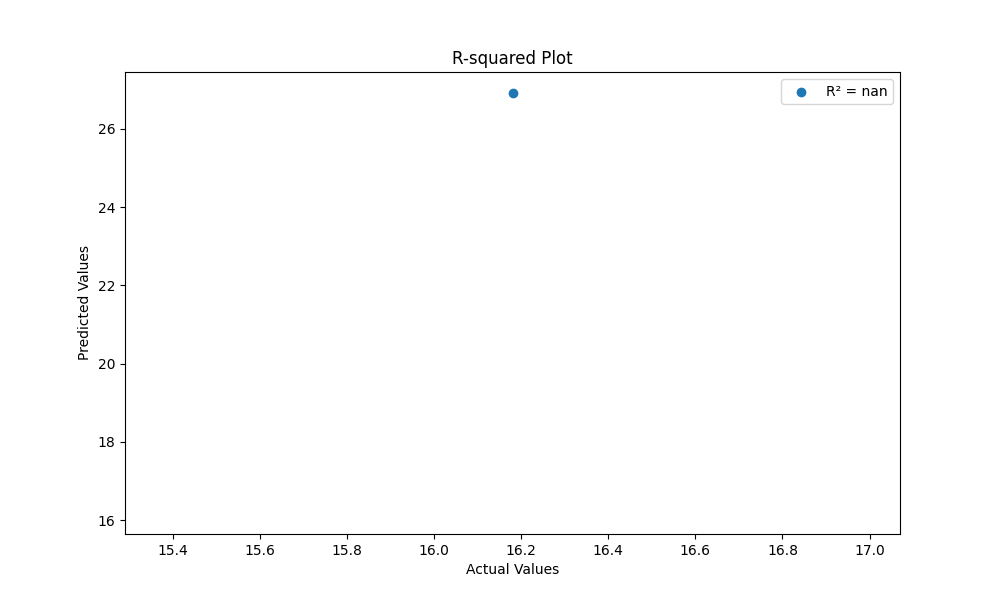 R-squared Plot
R² = nan
26
24
22
20
18
16
Predicted Values
15.4 15.6 15.8 16.0 16.2 16.4 16.6 16.8 17.0
Actual Values